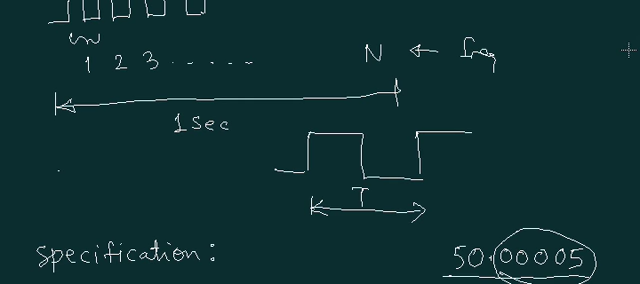 1 2 3 ...... N ← freq
1 Sec
T
specification: 50.00005